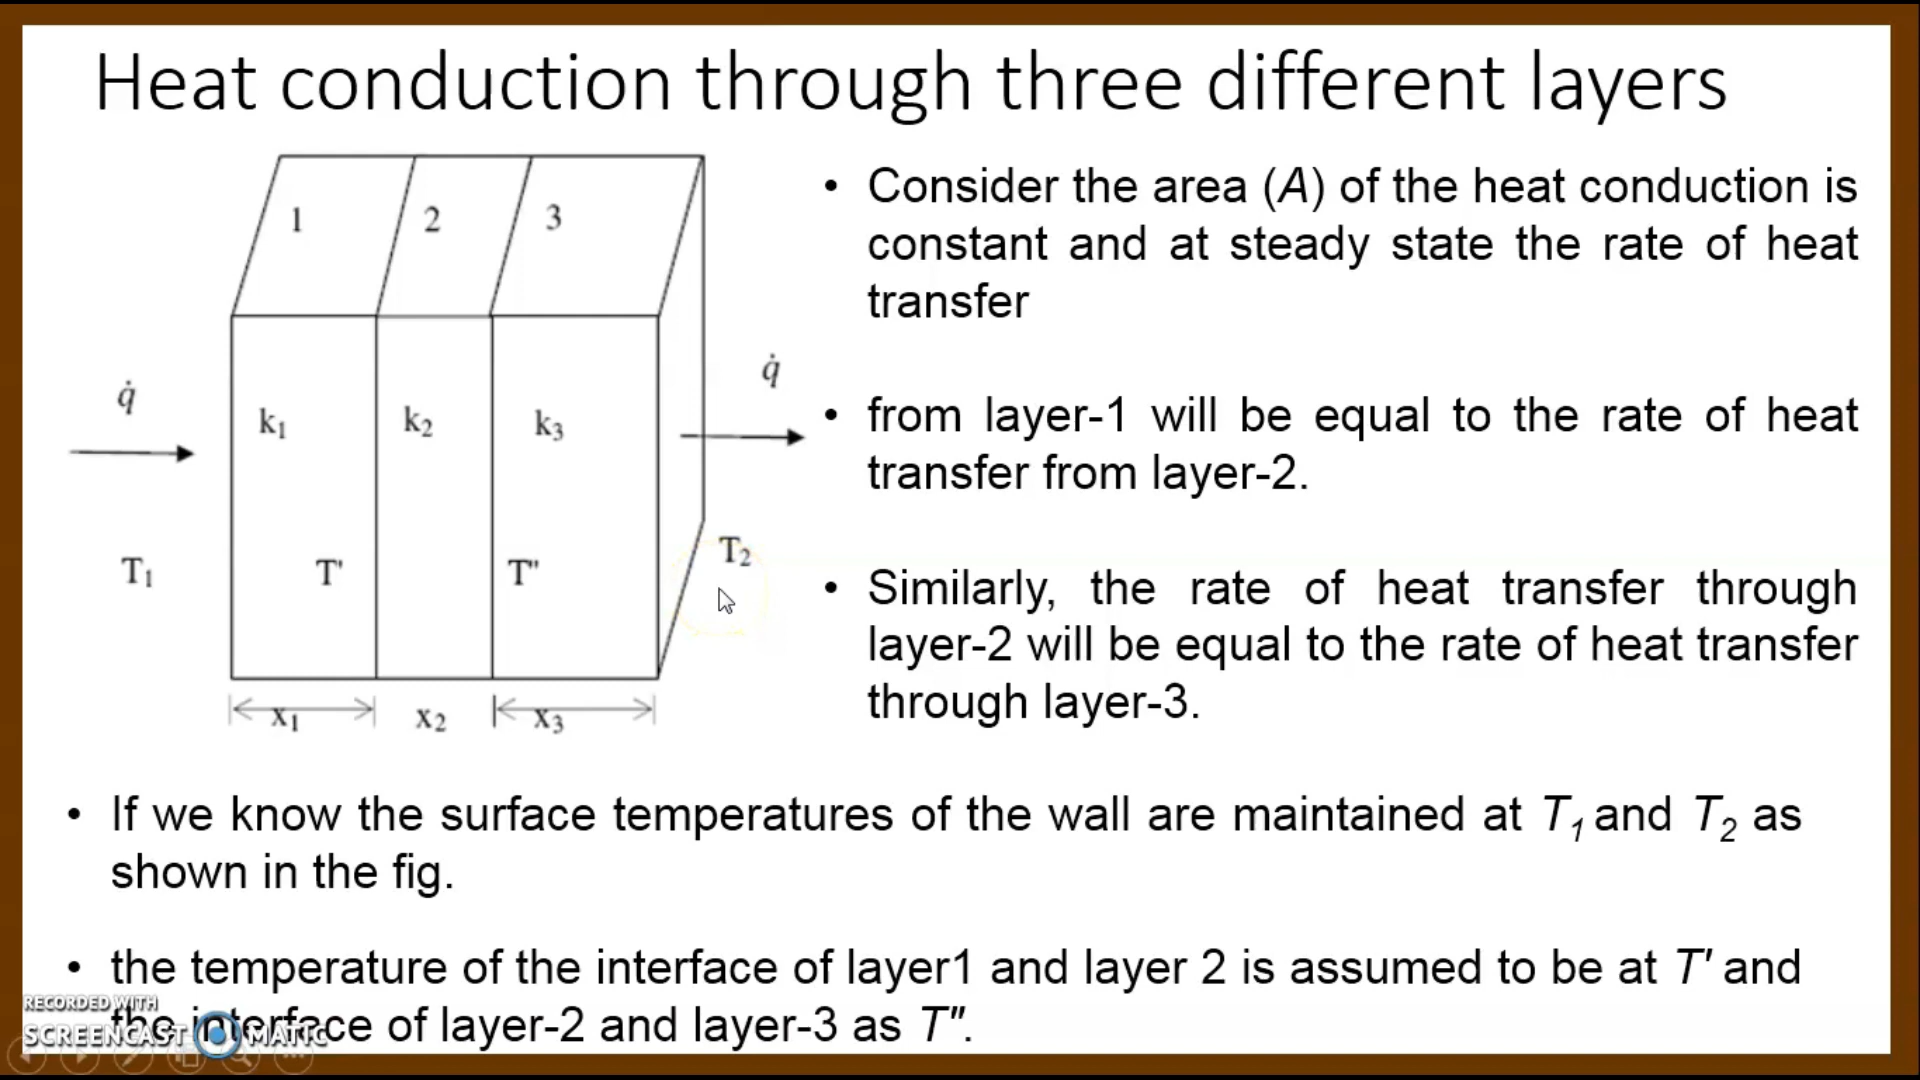 Heat conduction through three different layers
1
2
3
q̇
q̇
k₁
k₂
k₃
T₁
T'
T"
T₂
x₁
x₂
x₃
• Consider the area (A) of the heat conduction is
constant and at steady state the rate of heat
transfer
• from layer-1 will be equal to the rate of heat
transfer from layer-2.
• Similarly, the rate of heat transfer through
layer-2 will be equal to the rate of heat transfer
through layer-3.
• If we know the surface temperatures of the wall are maintained at T₁ and T₂ as
shown in the fig.
• the temperature of the interface of layer1 and layer 2 is assumed to be at T' and
the interface of layer-2 and layer-3 as T".
RECORDED WITH
SCREENCAST MATIC